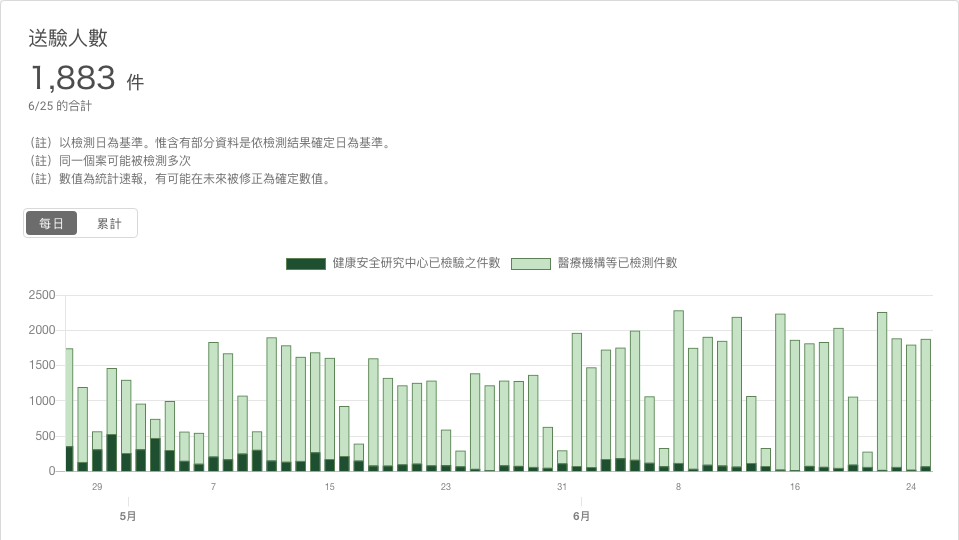 送驗人數
1,883 件
6/25 的合計
（註）以檢測日為基準。惟含有部分資料是依檢測結果確定日為基準。
（註）同一個案可能被檢測多次
（註）數值為統計速報，有可能在未來被修正為確定數值。
每日 累計
健康安全研究中心已檢驗之件數 醫療機構等已檢測件數
2500
2000
1500
1000
500
0
29 7 15 23 31 8 16 24
5月 6月